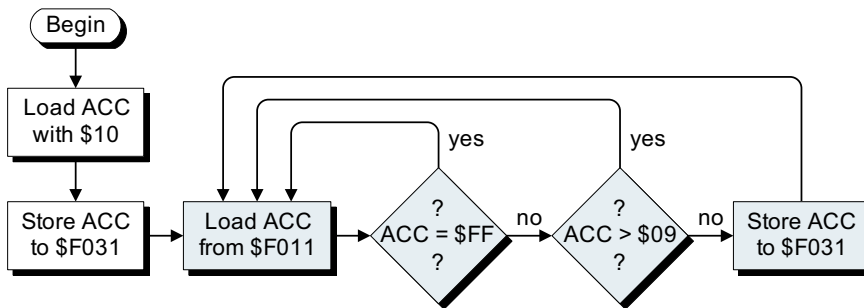 Begin
Load ACC
with $10
Store ACC
to $F031
Load ACC
from $F011
?
ACC = $FF
?
yes
no
?
ACC > $09
?
yes
no
Store ACC
to $F031